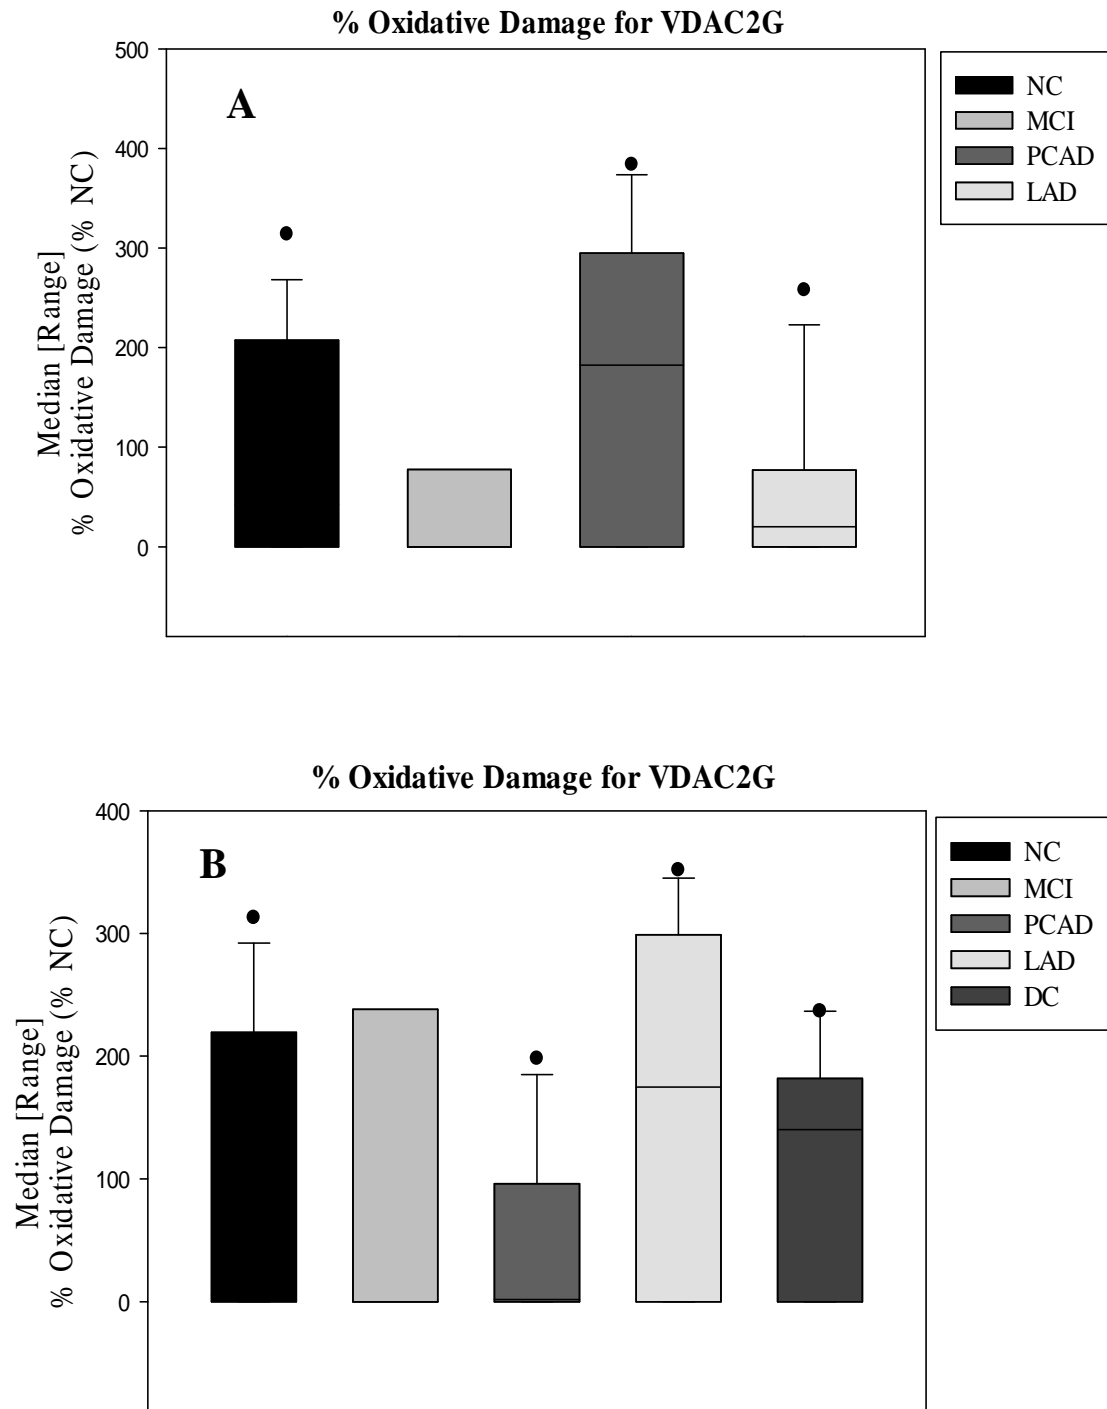 % Oxidative Damage for VDAC2G
A
500
400
300
200
100
0
Median [Range]
% Oxidative Damage (% NC)
NC
MCI
PCAD
LAD
% Oxidative Damage for VDAC2G
B
400
300
200
100
0
Median [Range]
% Oxidative Damage (% NC)
NC
MCI
PCAD
LAD
DC